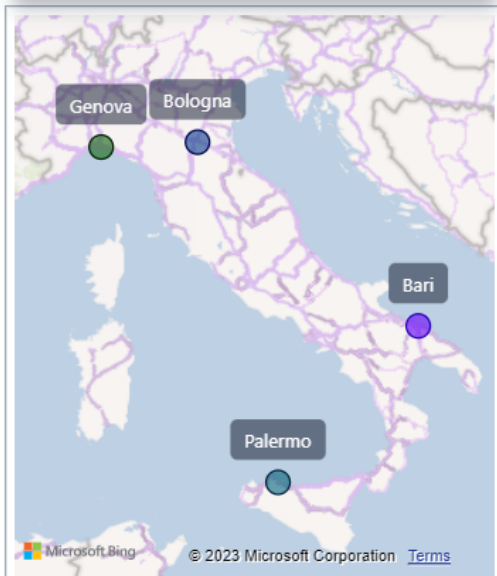 Genova
Bologna
Bari
Palermo
Microsoft Bing
© 2023 Microsoft Corporation Terms